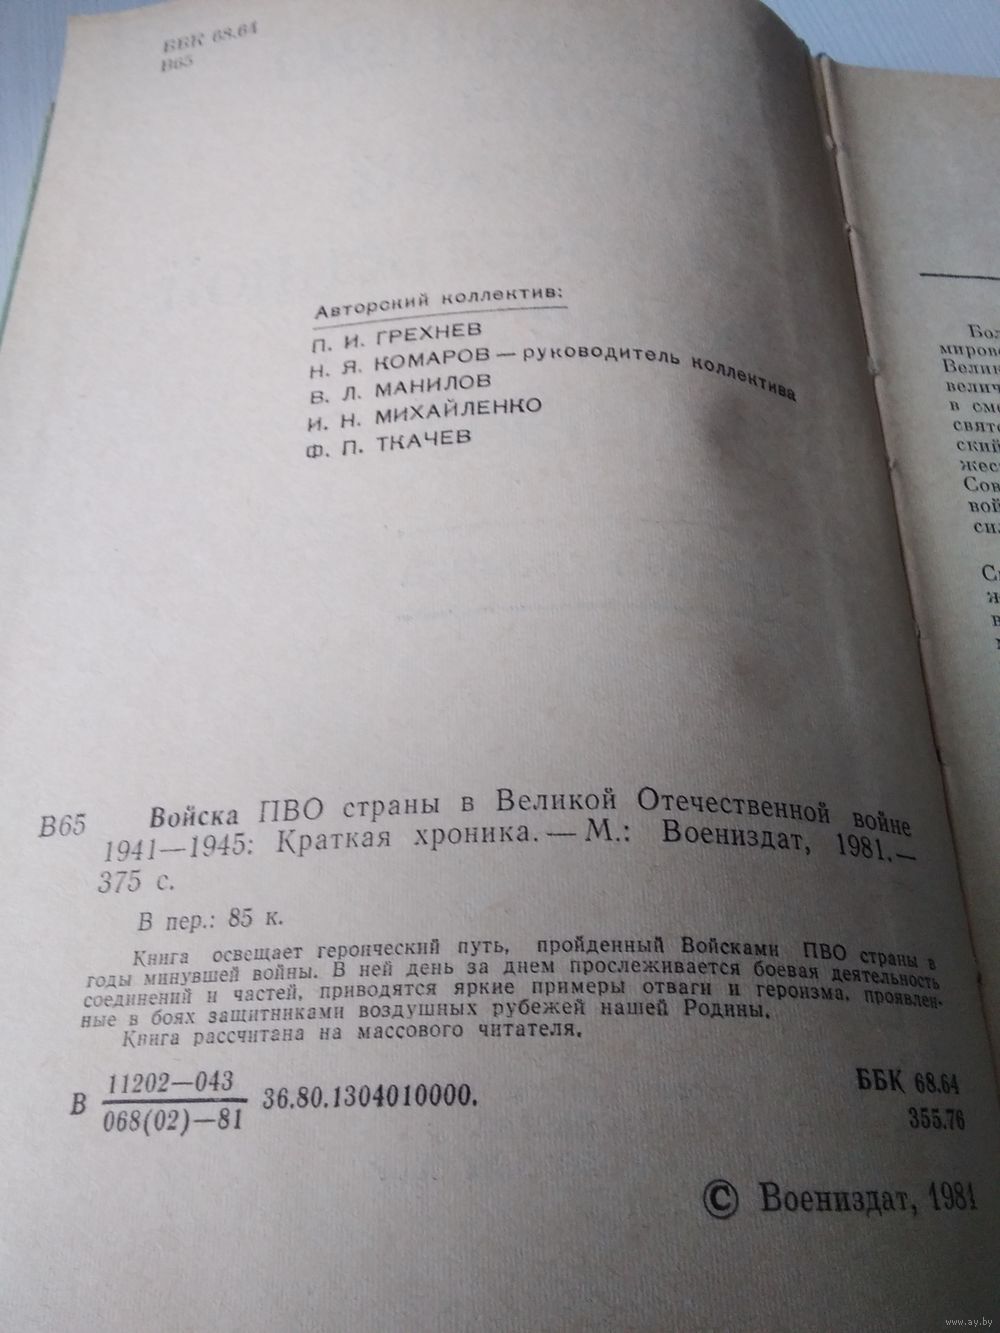 ББК 68.64
В65
Авторский коллектив:
П. И. ГРЕХНЕВ
Н. Я. КОМАРОВ — руководитель коллектива
В. Л. МАНИЛОВ
И. Н. МИХАЙЛЕНКО
Ф. П. ТКАЧЕВ
В65 Войска ПВО страны в Великой Отечественной войне
1941—1945: Краткая хроника. — М.: Воениздат, 1981.—
375 с.
В пер.: 85 к.
Книга освещает героический путь, пройденный Войсками ПВО страны в
годы минувшей войны. В ней день за днем прослеживается боевая деятельность
соединений и частей, приводятся яркие примеры отваги и героизма, проявлен-
ные в боях защитниками воздушных рубежей нашей Родины.
Книга рассчитана на массового читателя.
В 11202—043
068(02)—81 36.80.1304010000.
ББК 68.64
355.76
© Воениздат, 1981
в
www.ay.by